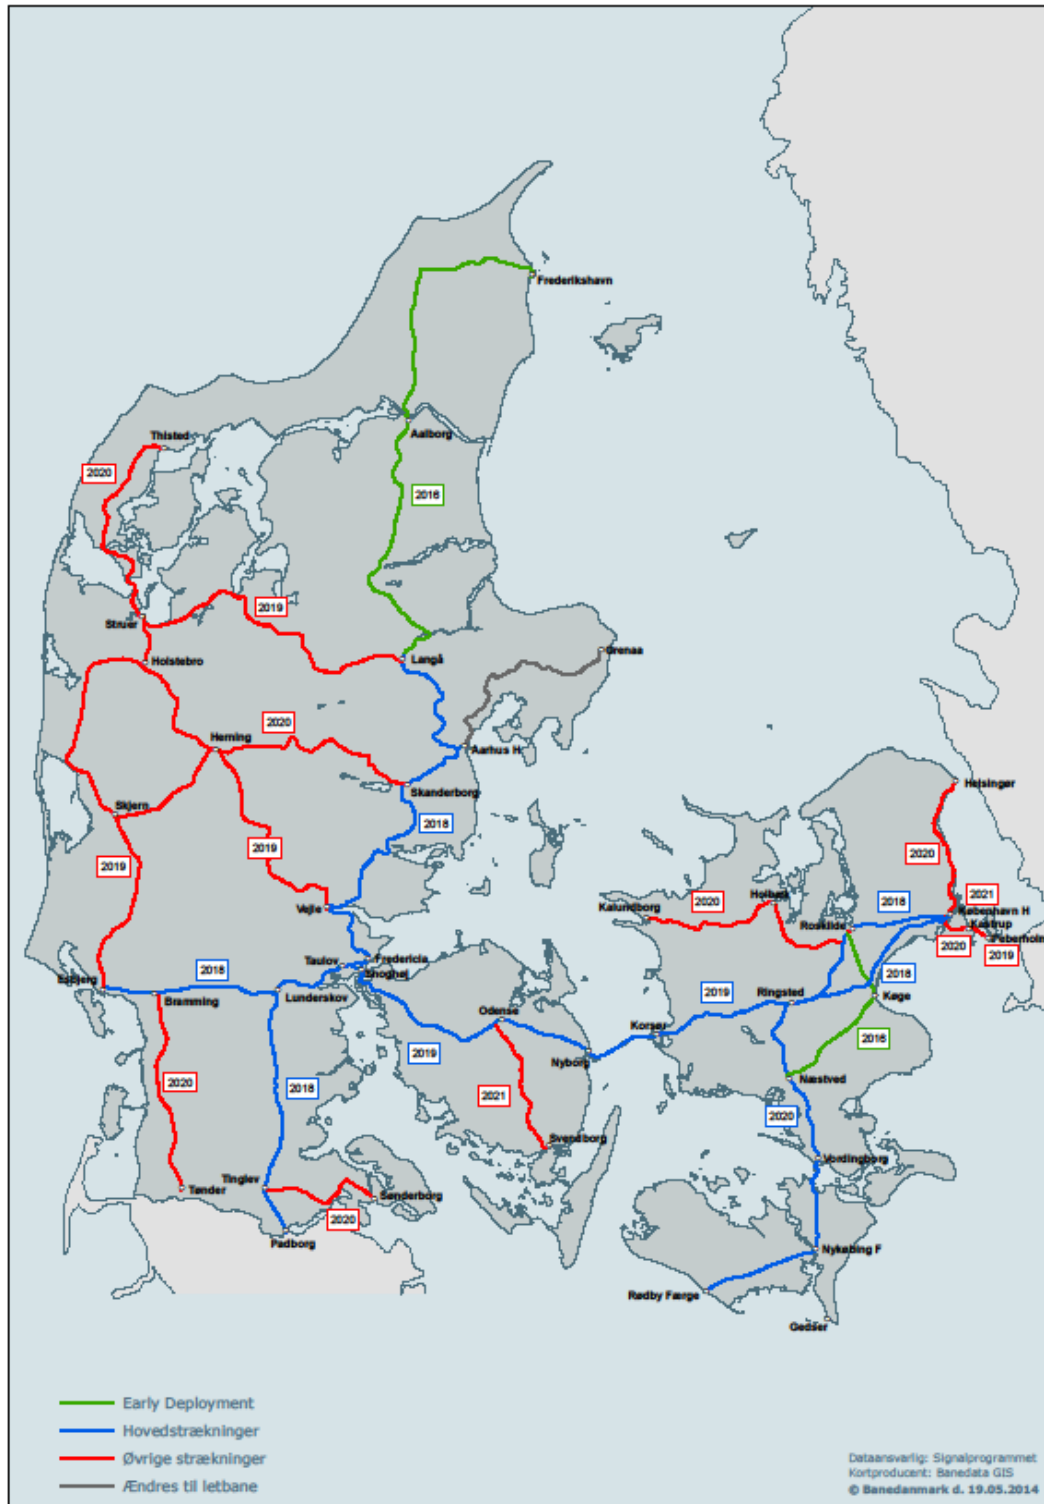 Frederikshavn
Aalborg
Thisted
2020
2016
2019
Struer
Holstebro
Langå
Grenaa
2020
Herning
Aarhus H
Skanderborg
Skjern
2018
2019
2019
Vejle
Helsingør
2020
2021
Kalundborg
2020
Holbæk
København H
2018
Roskilde
Kastrup
Peberholm
2020
2019
Taulov
Fredericia
Snoghøj
2018
Esbjerg
Bramming
Lunderskov
2018
2019
Ringsted
Køge
Odense
Korsør
2016
2019
Nyborg
Næstved
2020
2018
2021
2020
Svendborg
Vordingborg
Tinglev
Tønder
Sønderborg
2020
Padborg
Nykøbing F
Rødby Færge
Gedser
Early Deployment
Hovedstrækninger
Øvrige strækninger
Ændres til letbane
Dataansvarlig: Signalprogrammet
Kortproducent: Banedata GIS
© Banedanmark d. 19.05.2014